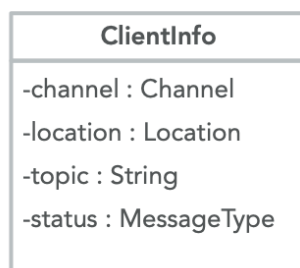 ClientInfo
-channel : Channel
-location : Location
-topic : String
-status : MessageType